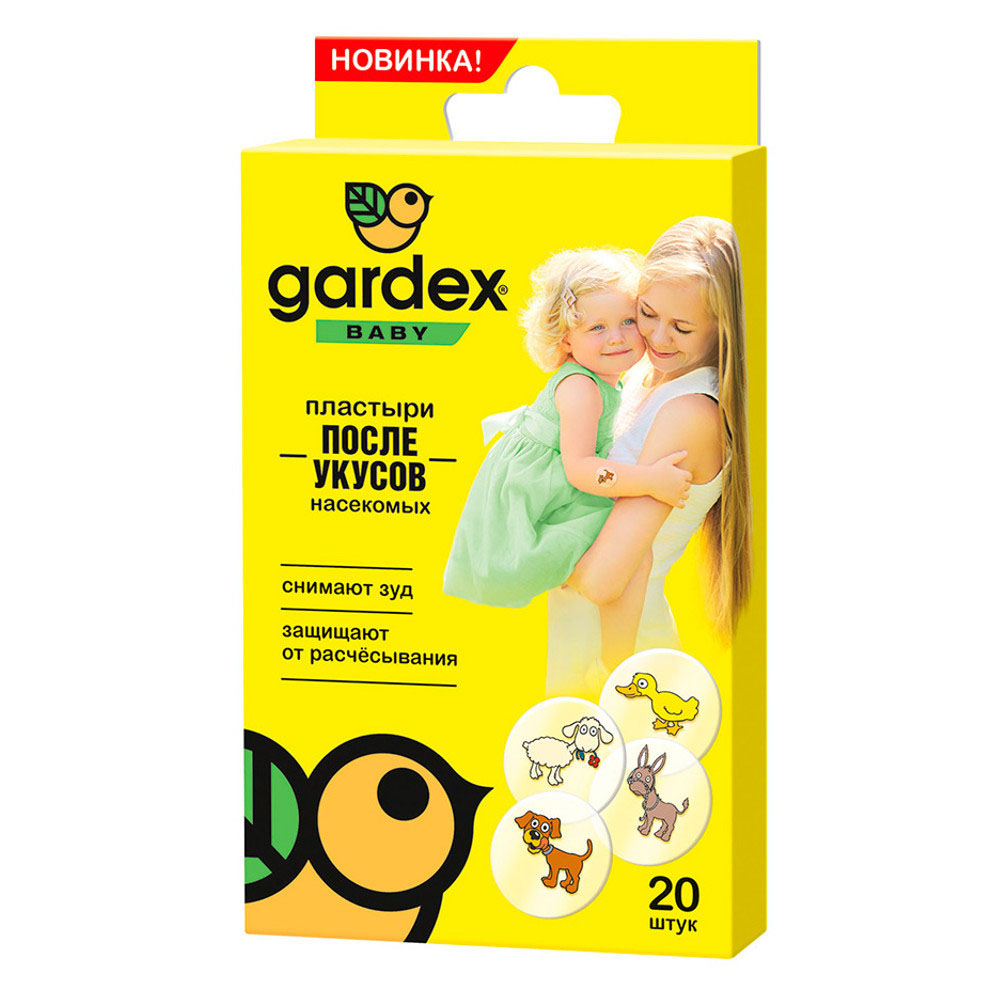 НОВИНКА!
gardex®
BABY
пластыри
ПОСЛЕ
УКУСОВ
насекомых
снимают зуд
защищают
от расчёсывания
20
штук